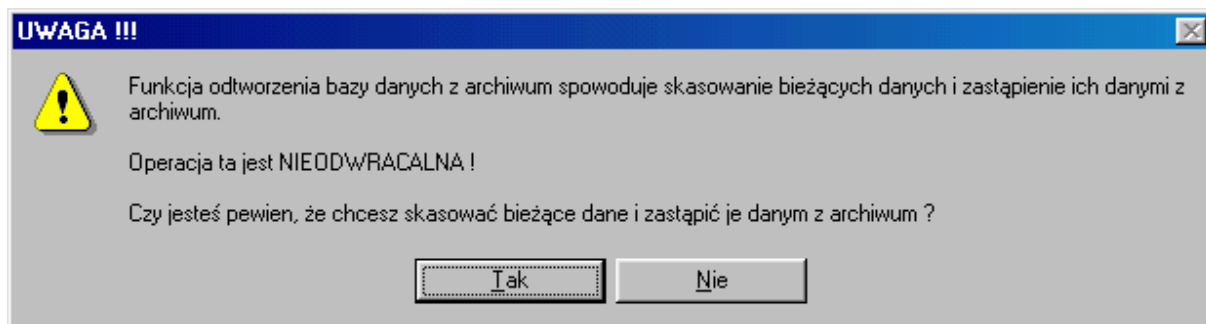 UWAGA !!!
Funkcja odtworzenia bazy danych z archiwum spowoduje skasowanie bieżących danych i zastąpienie ich danymi z
archiwum.
Operacja ta jest NIEODWRACALNA !
Czy jesteś pewien, że chcesz skasować bieżące dane i zastąpić je danym z archiwum ?
Tak Nie